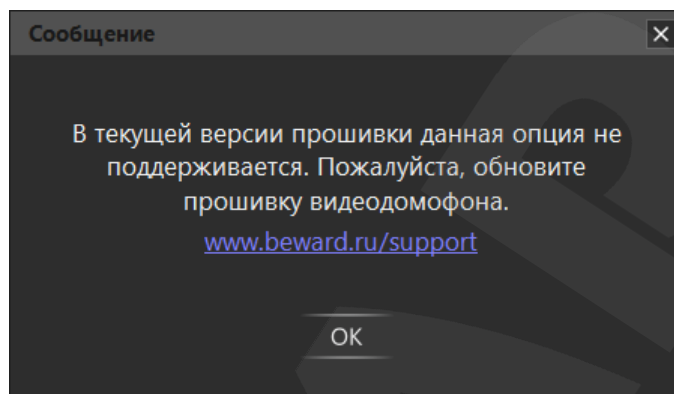 Сообщение
В текущей версии прошивки данная опция не
поддерживается. Пожалуйста, обновите
прошивку видеодомофона.
www.beward.ru/support
OK